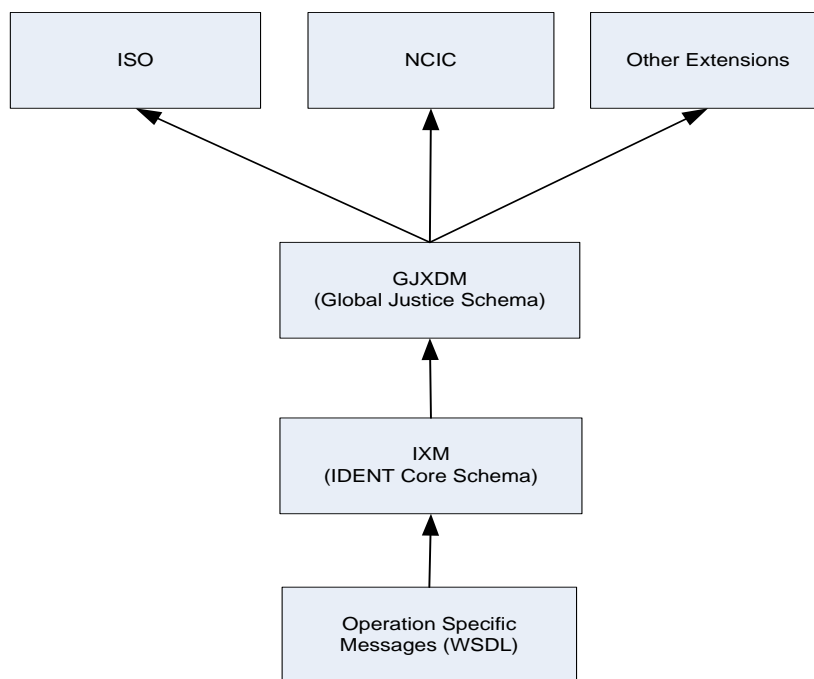 ISO
NCIC
Other Extensions
GJXDM
(Global Justice Schema)
IXM
(IDENT Core Schema)
Operation Specific
Messages (WSDL)